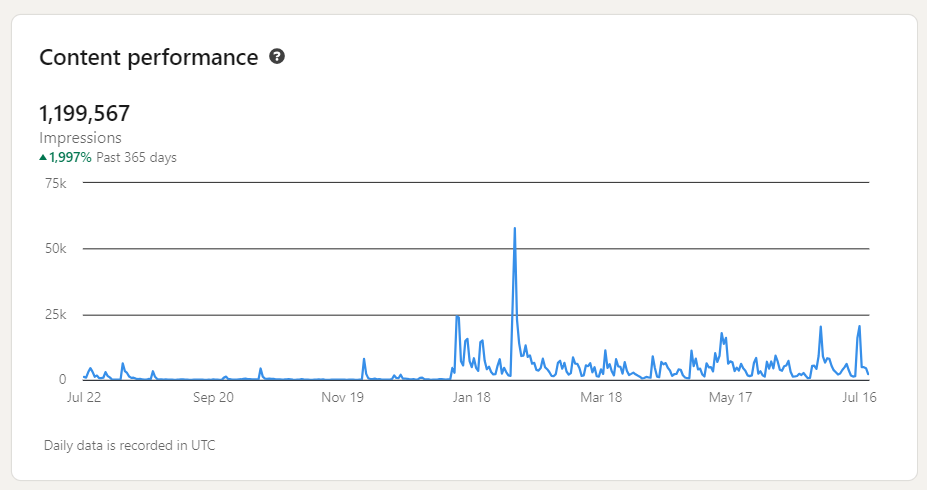 Content performance ?
1,199,567
Impressions
▲1,997% Past 365 days
75k
50k
25k
0
Jul 22 Sep 20 Nov 19 Jan 18 Mar 18 May 17 Jul 16
Daily data is recorded in UTC